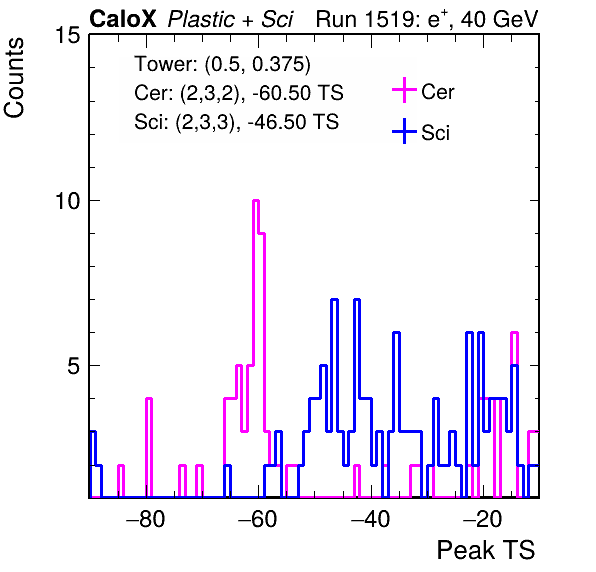 CaloX Plastic + Sci Run 1519: e⁺, 40 GeV
Counts
15
10
5
Tower: (0.5, 0.375)
Cer: (2,3,2), -60.50 TS
Sci: (2,3,3), -46.50 TS
Cer
Sci
−80 −60 −40 −20
Peak TS